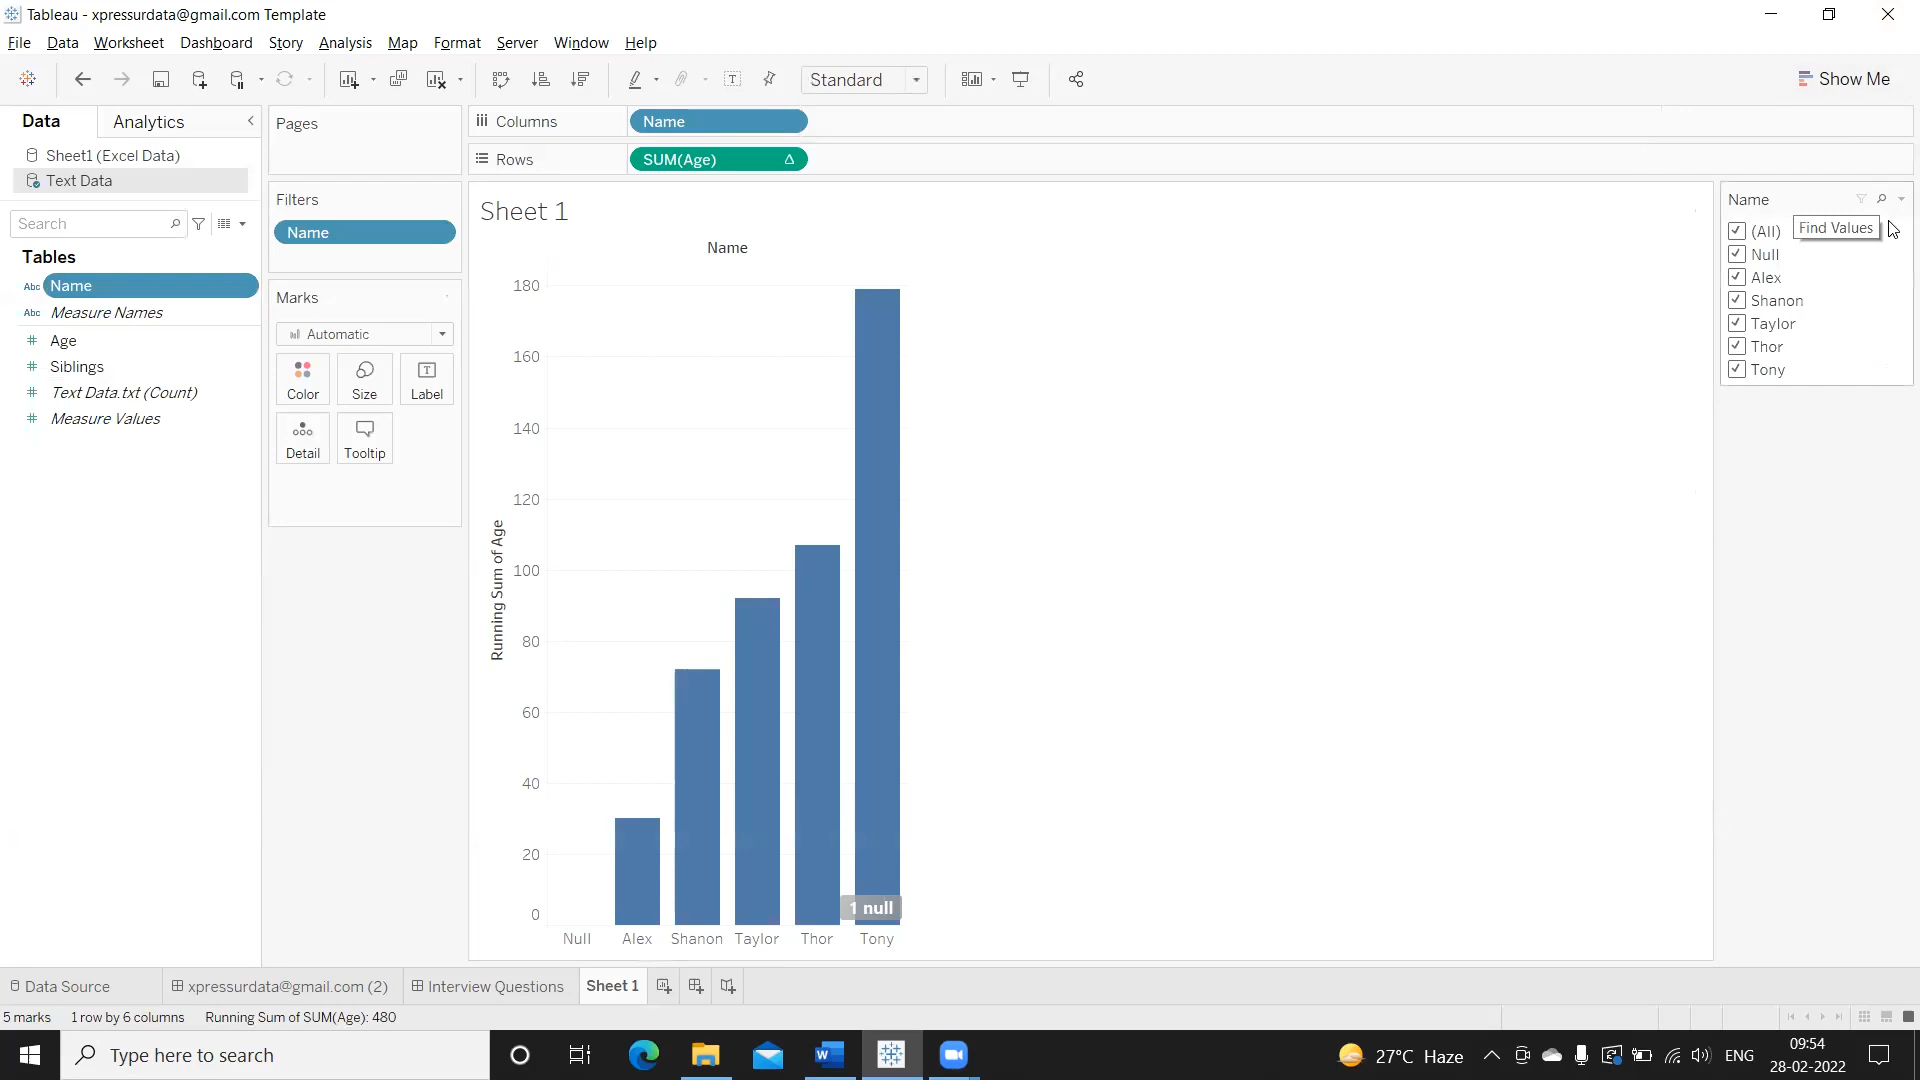 Tableau - xpressurdata@gmail.com Template
File Data Worksheet Dashboard Story Analysis Map Format Server Window Help
Standard
Show Me
Data Analytics
Sheet1 (Excel Data)
Text Data
Search
Tables
Abc Name
Abc Measure Names
# Age
# Siblings
# Text Data.txt (Count)
# Measure Values
Pages
Filters
Name
Marks
Automatic
Color Size Label
Detail Tooltip
Columns Name
Rows SUM(Age) Δ
Sheet 1
Name
180
160
140
120
100
80
60
40
20
0
Running Sum of Age
1 null
Null Alex Shanon Taylor Thor Tony
Name
Find Values
(All)
Null
Alex
Shanon
Taylor
Thor
Tony
Data Source xpressurdata@gmail.com (2) Interview Questions Sheet 1
5 marks 1 row by 6 columns Running Sum of SUM(Age): 480
Type here to search
27°C Haze
ENG
09:54
28-02-2022